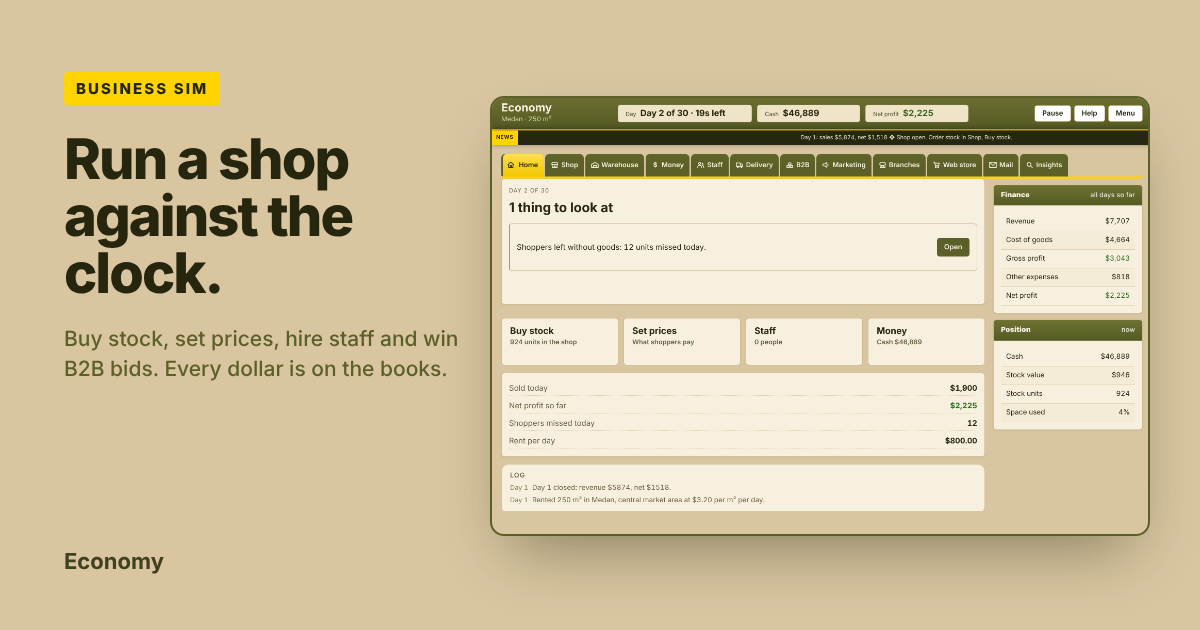 BUSINESS SIM
Run a shop
against the
clock.
Buy stock, set prices, hire staff and win
B2B bids. Every dollar is on the books.
Economy
Economy
Medan · 250 m²
Day Day 2 of 30 · 19s left
Cash $46,889
Net profit $2,225
Pause
Help
Menu
NEWS
Day 1: sales $5,874, net $1,518 ❖ Shop open. Order stock in Shop, Buy stock.
Home
Shop
Warehouse
Money
Staff
Delivery
B2B
Marketing
Branches
Web store
Mail
Insights
DAY 2 OF 30
1 thing to look at
Shoppers left without goods: 12 units missed today.
Open
Buy stock
924 units in the shop
Set prices
What shoppers pay
Staff
0 people
Money
Cash $46,889
Sold today $1,900
Net profit so far $2,225
Shoppers missed today 12
Rent per day $800.00
LOG
Day 1 Day 1 closed: revenue $5874, net $1518.
Day 1 Rented 250 m² in Medan, central market area at $3.20 per m² per day.
Finance all days so far
Revenue $7,707
Cost of goods $4,664
Gross profit $3,043
Other expenses $818
Net profit $2,225
Position now
Cash $46,889
Stock value $946
Stock units 924
Space used 4%